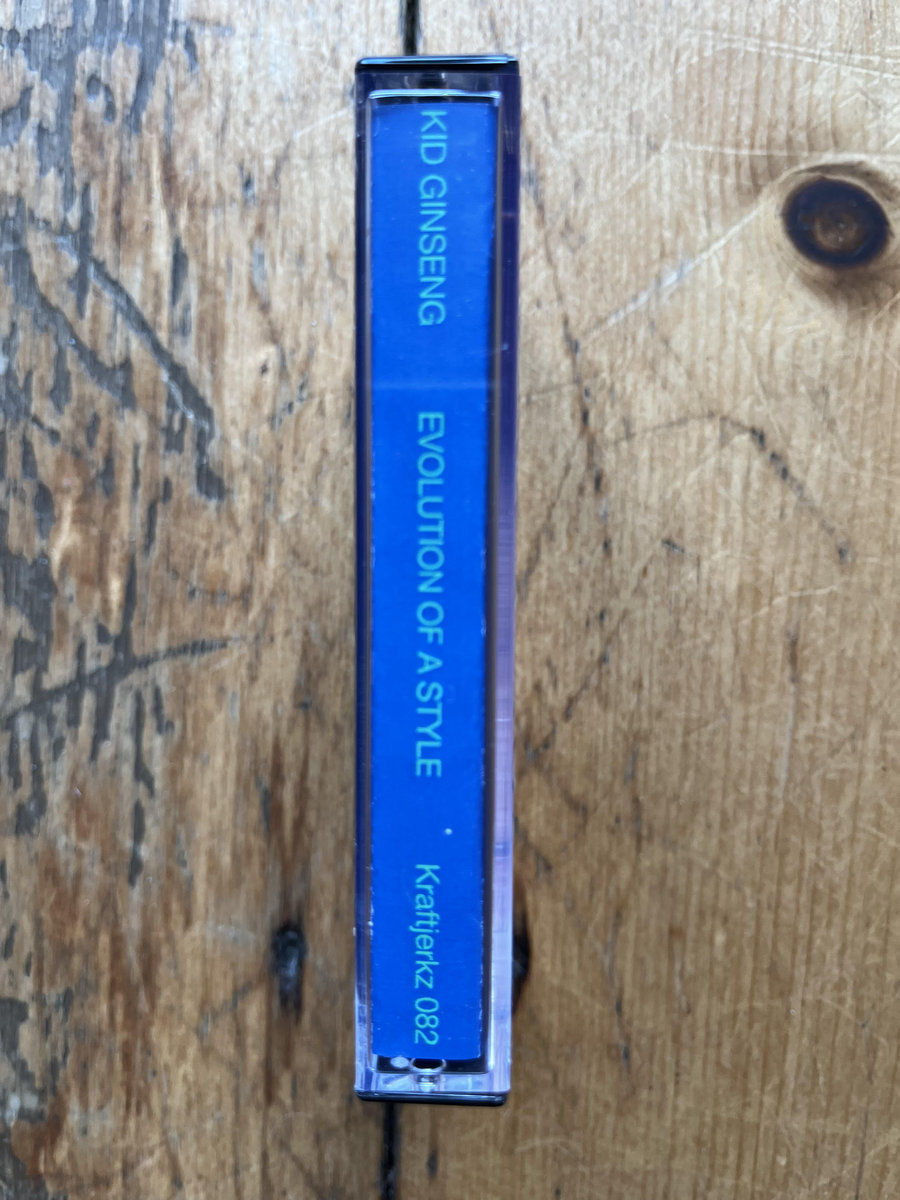 KID GINSENG EVOLUTION OF A STYLE Kraftjerkz 082